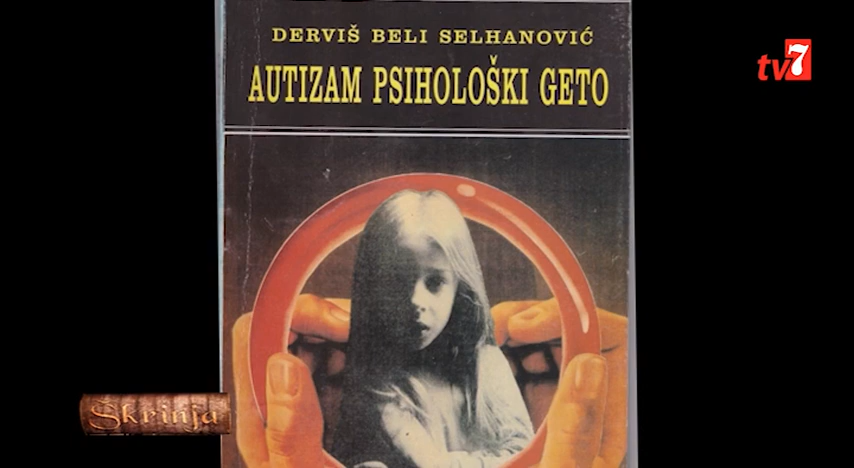 DERVIŠ BELI SELHANOVIĆ
AUTIZAM PSIHOLOŠKI GETO
tv7
Škrinja